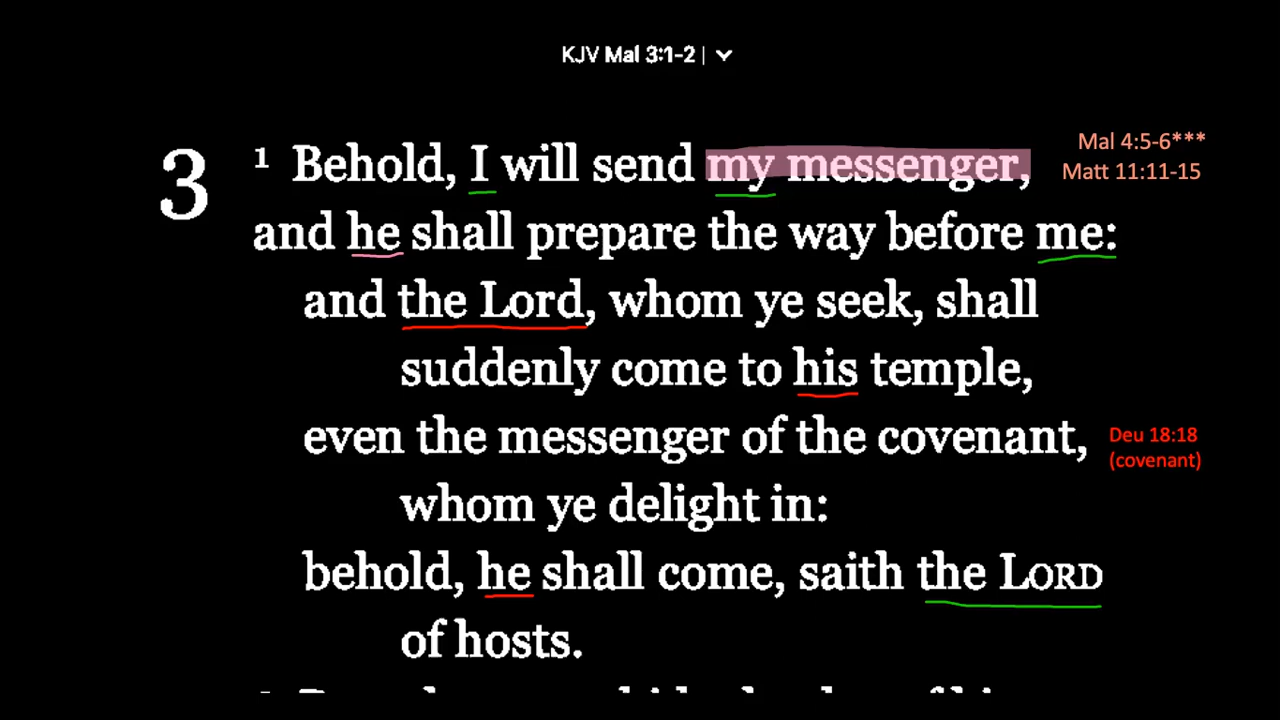 KJV Mal 3:1-2 |
3 1 Behold, I will send my messenger,
Mal 4:5-6***
Matt 11:11-15
and he shall prepare the way before me:
and the Lord, whom ye seek, shall
suddenly come to his temple,
even the messenger of the covenant,
Deu 18:18
(covenant)
whom ye delight in:
behold, he shall come, saith the LORD
of hosts.